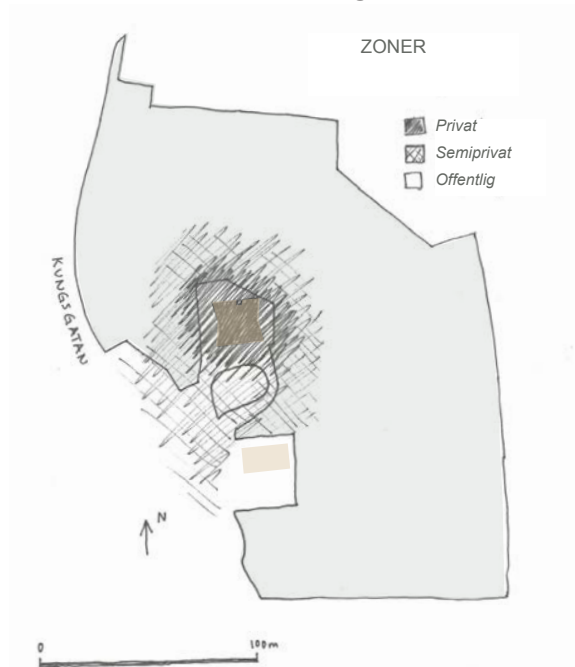 ZONER
Privat
Semiprivat
Offentlig
KUNGSGATAN
N
0 100m